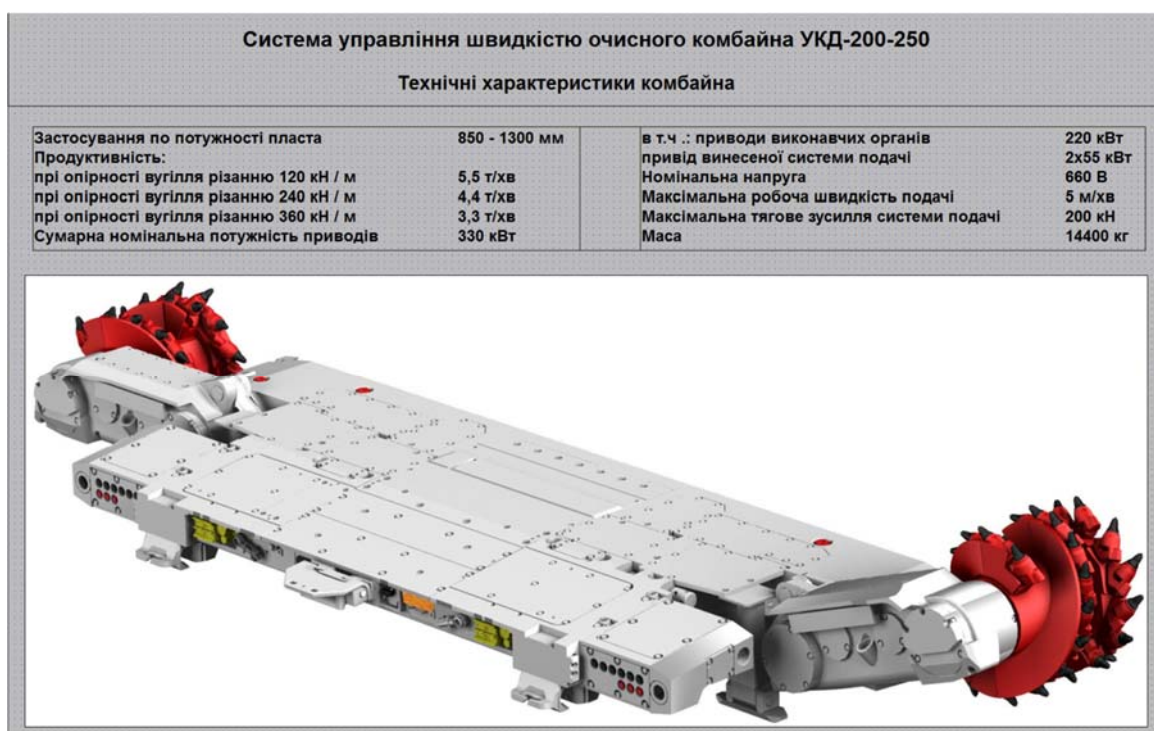 Система управління швидкістю очисного комбайна УКД-200-250
Технічні характеристики комбайна
Застосування по потужності пласта 850 - 1300 мм
Продуктивність:
прі опірності вугілля різанню 120 кН / м 5,5 т/хв
прі опірності вугілля різанню 240 кН / м 4,4 т/хв
прі опірності вугілля різанню 360 кН / м 3,3 т/хв
Сумарна номінальна потужність приводів 330 кВт
в т.ч .: приводи виконавчих органів 220 кВт
привід винесеної системи подачі 2х55 кВт
Номінальна напруга 660 В
Максимальна робоча швидкість подачі 5 м/хв
Максимальна тягове зусилля системи подачі 200 кН
Маса 14400 кг